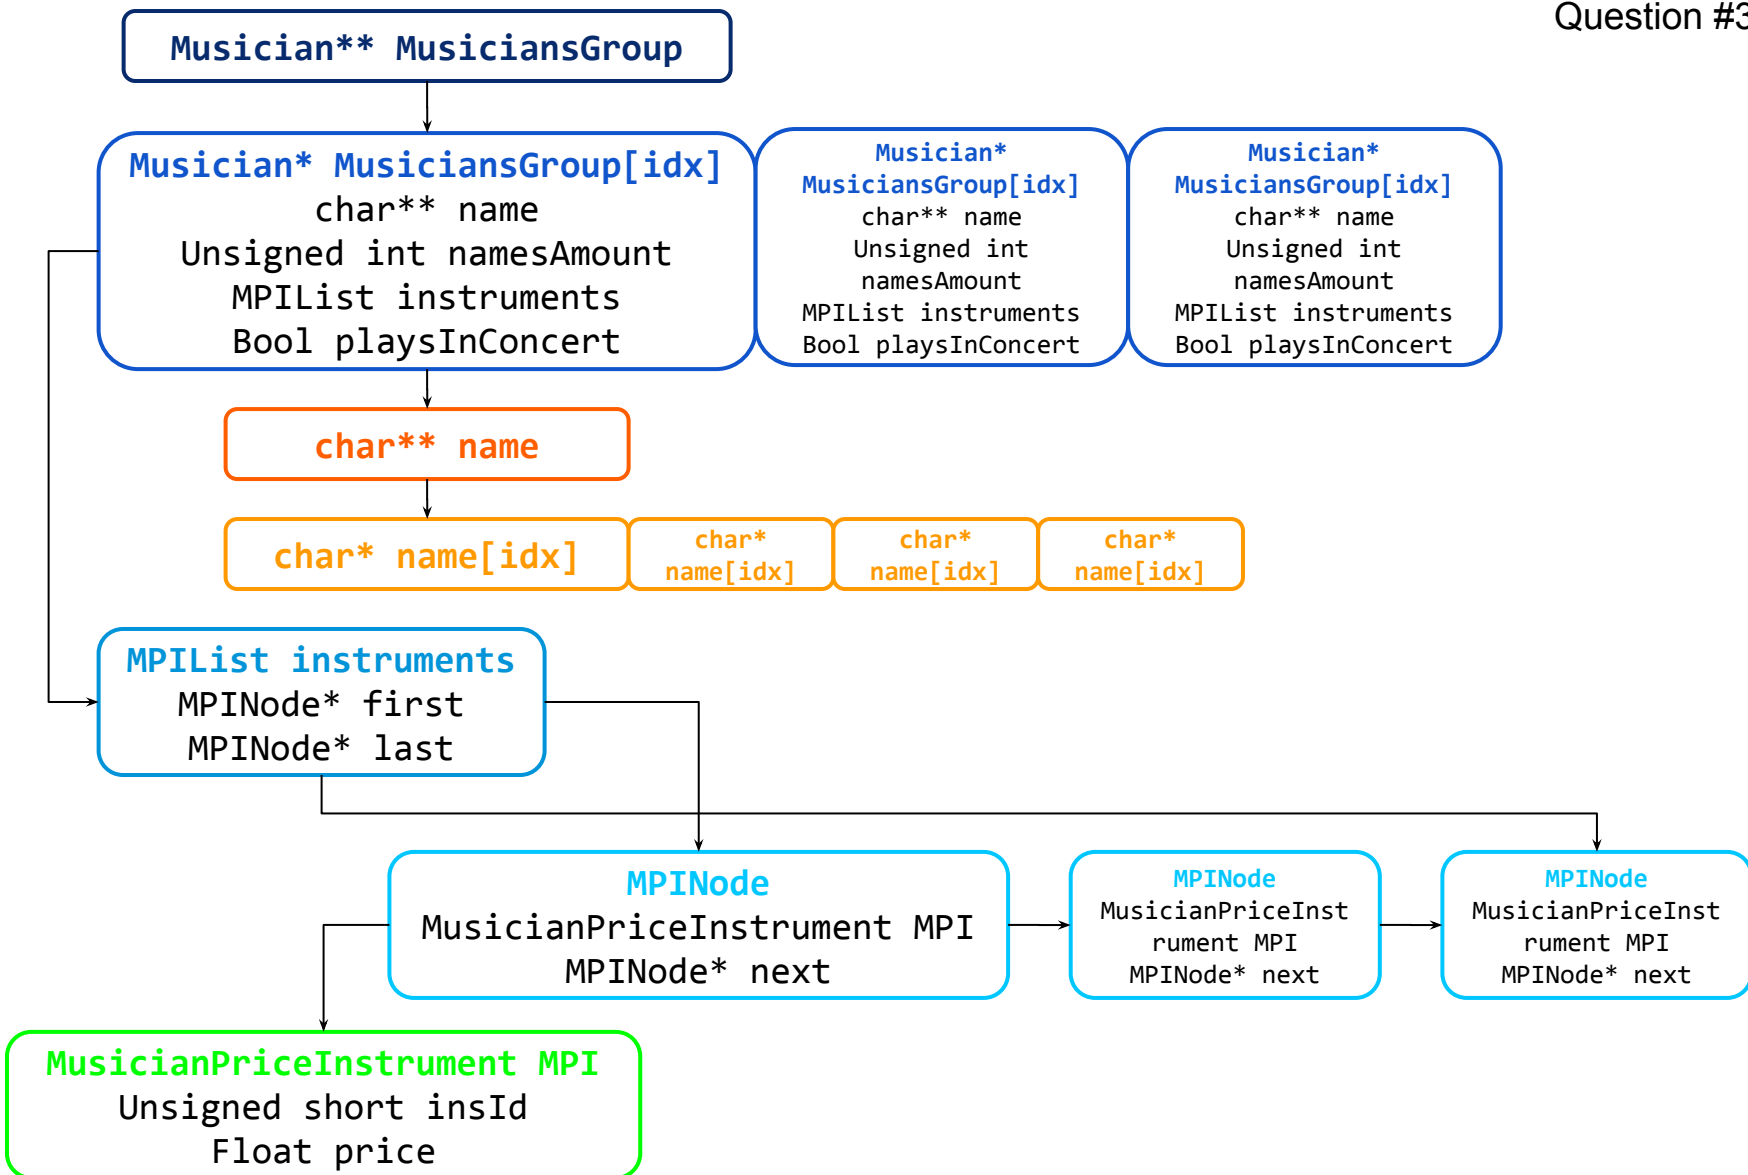 Question #3
Musician** MusiciansGroup
Musician* MusiciansGroup[idx]
char** name
Unsigned int namesAmount
MPIList instruments
Bool playsInConcert
Musician*
MusiciansGroup[idx]
char** name
Unsigned int
namesAmount
MPIList instruments
Bool playsInConcert
Musician*
MusiciansGroup[idx]
char** name
Unsigned int
namesAmount
MPIList instruments
Bool playsInConcert
char** name
char* name[idx]
char*
name[idx]
char*
name[idx]
char*
name[idx]
MPIList instruments
MPINode* first
MPINode* last
MPINode
MusicianPriceInstrument MPI
MPINode* next
MPINode
MusicianPriceInst
rument MPI
MPINode* next
MPINode
MusicianPriceInst
rument MPI
MPINode* next
MusicianPriceInstrument MPI
Unsigned short insId
Float price